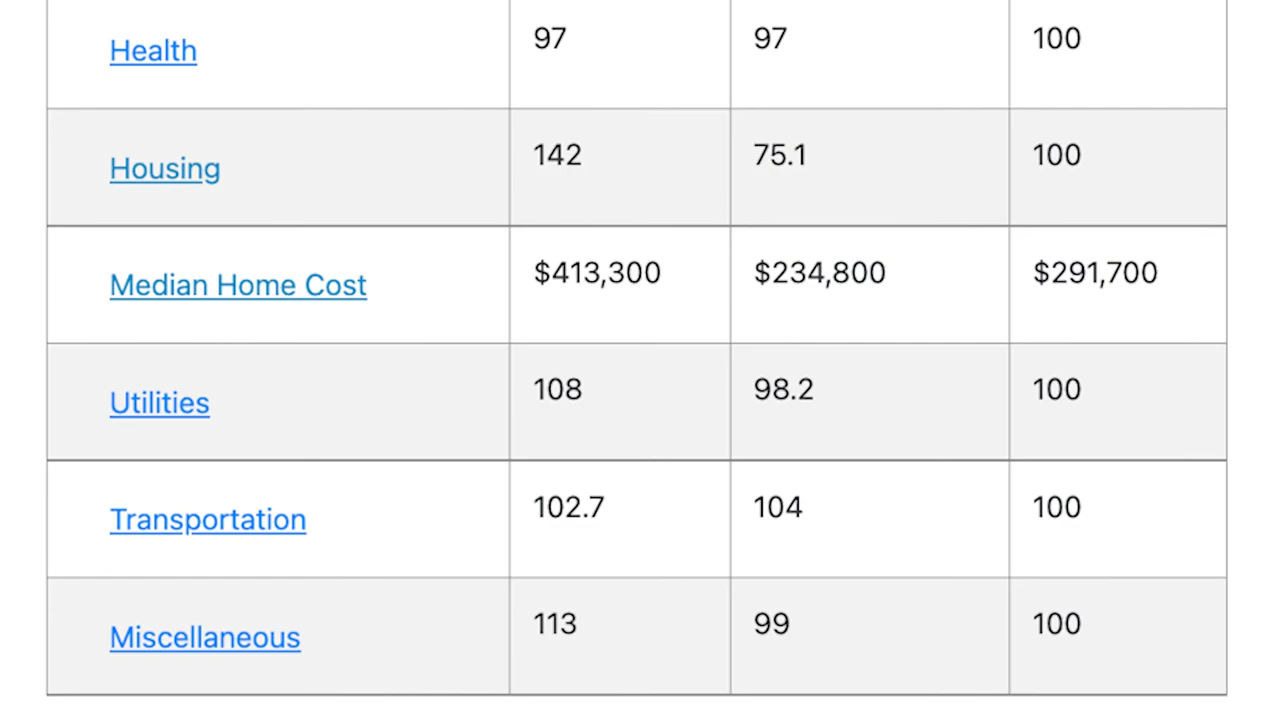 Health 97 97 100
Housing 142 75.1 100
Median Home Cost $413,300 $234,800 $291,700
Utilities 108 98.2 100
Transportation 102.7 104 100
Miscellaneous 113 99 100